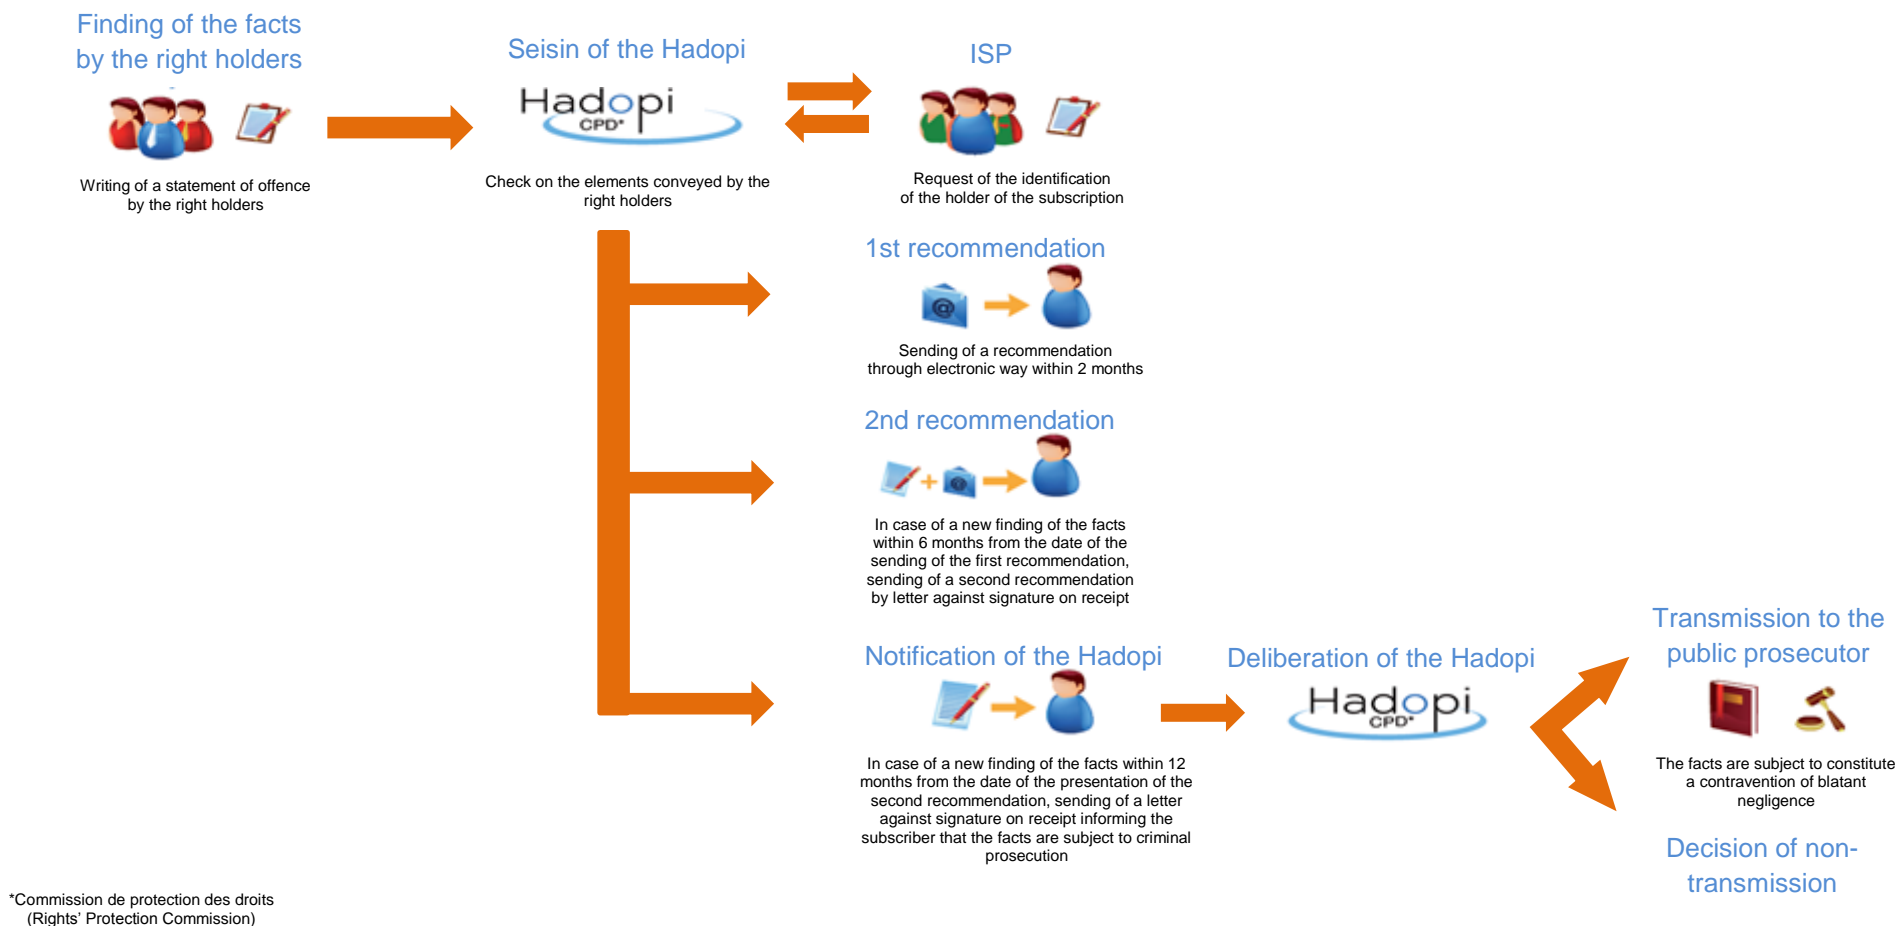 Finding of the facts
by the right holders
Writing of a statement of offence
by the right holders
Seisin of the Hadopi
Hadopi
CPD*
Check on the elements conveyed by the
right holders
ISP
Request of the identification
of the holder of the subscription
1st recommendation
@
Sending of a recommendation
through electronic way within 2 months
2nd recommendation
+ @
In case of a new finding of the facts
within 6 months from the date of the
sending of the first recommendation,
sending of a second recommendation
by letter against signature on receipt
Notification of the Hadopi
In case of a new finding of the facts within 12
months from the date of the presentation of the
second recommendation, sending of a letter
against signature on receipt informing the
subscriber that the facts are subject to criminal
prosecution
Deliberation of the Hadopi
Hadopi
CPD*
Transmission to the
public prosecutor
The facts are subject to constitute
a contravention of blatant
negligence
Decision of non-
transmission
*Commission de protection des droits
(Rights’ Protection Commission)